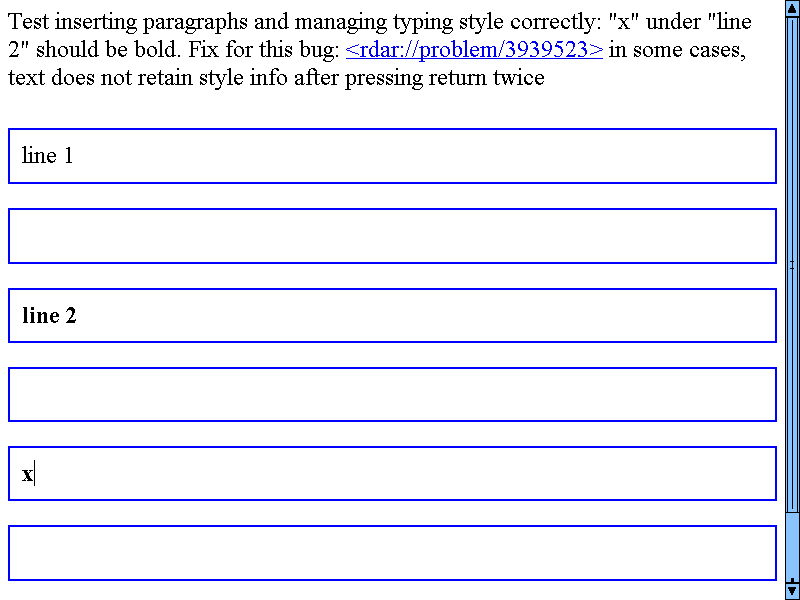 Test inserting paragraphs and managing typing style correctly: "x" under "line
2" should be bold. Fix for this bug: <rdar://problem/3939523> in some cases,
text does not retain style info after pressing return twice
line 1
line 2
x